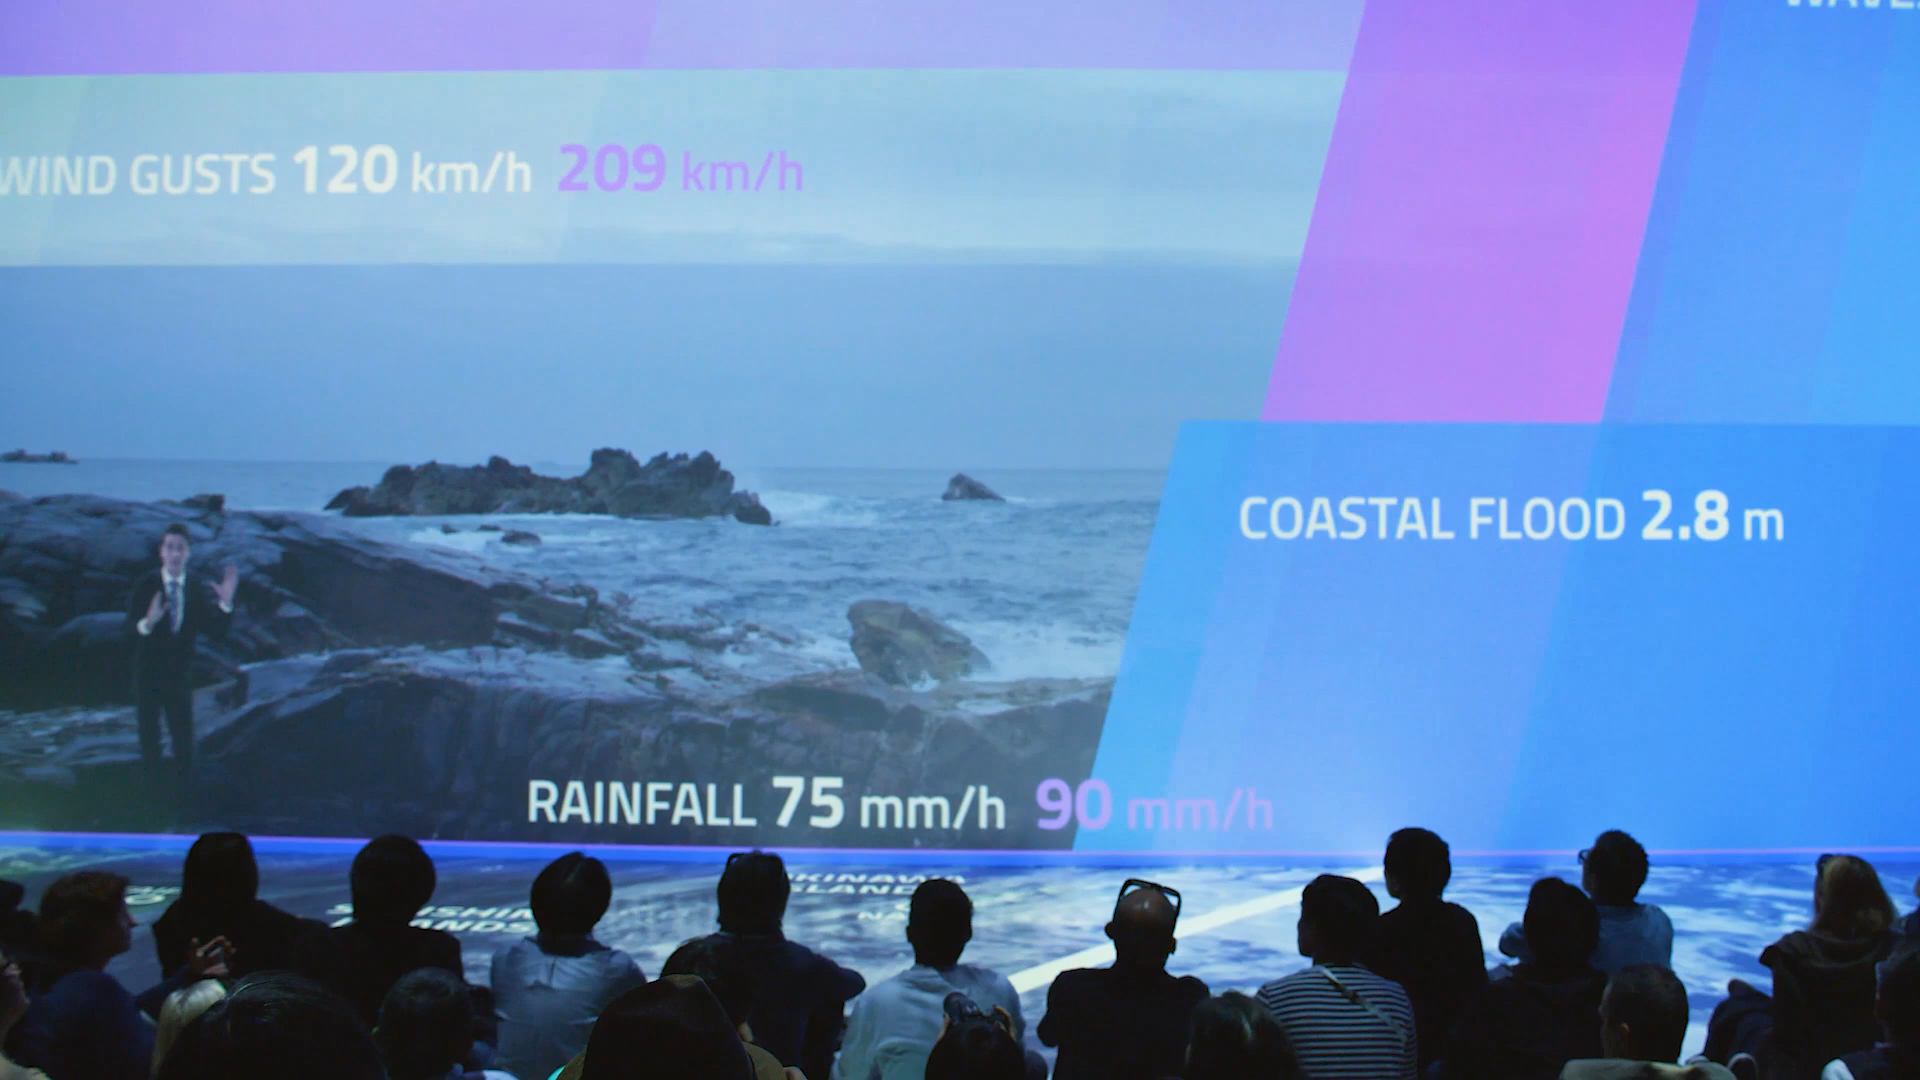 WIND GUSTS 120 km/h 209 km/h
COASTAL FLOOD 2.8 m
RAINFALL 75 mm/h 90 mm/h